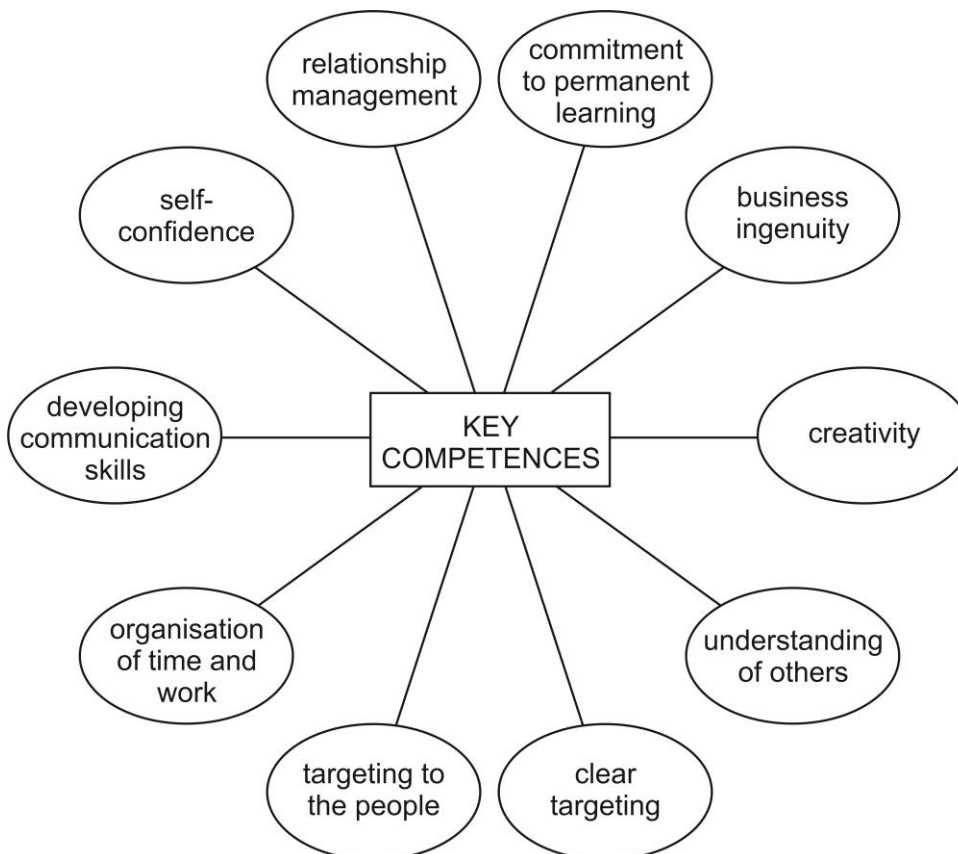 relationship
management
commitment
to permanent
learning
self-
confidence
business
ingenuity
developing
communication
skills
KEY
COMPETENCES
creativity
organisation
of time and
work
understanding
of others
targeting to
the people
clear
targeting